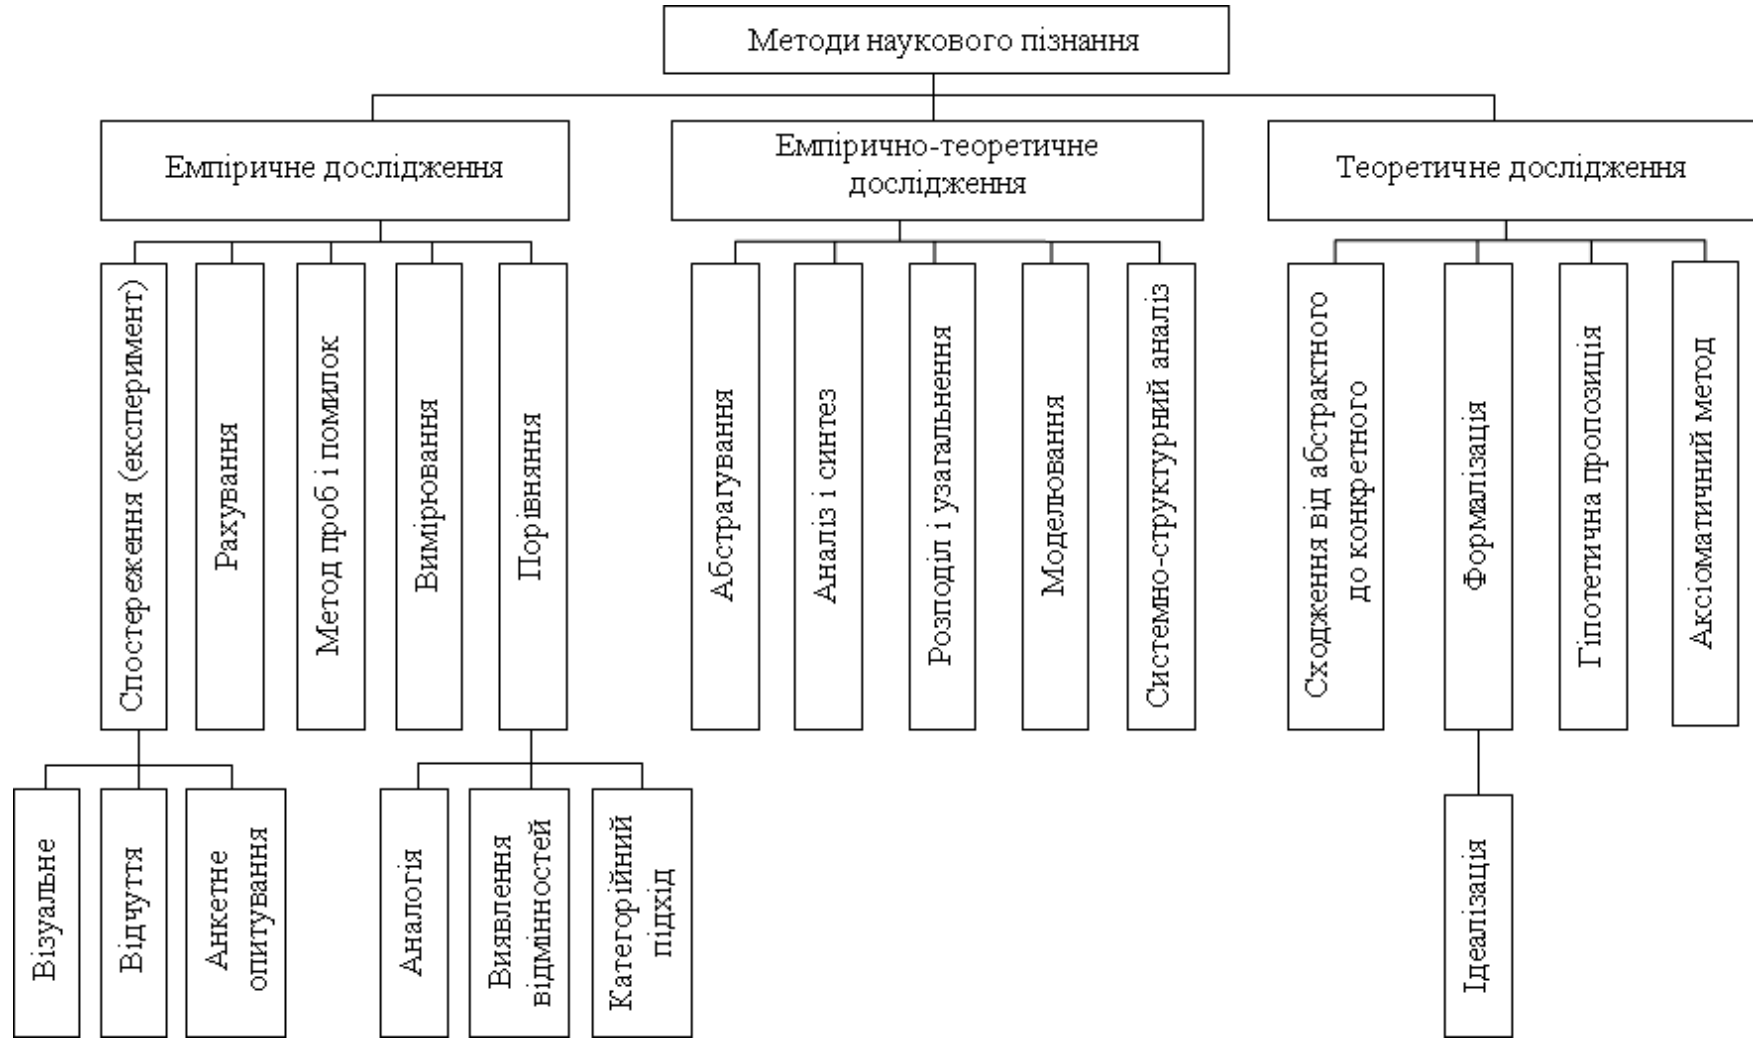 Методи наукового пізнання
Емпіричне дослідження
Емпірично-теоретичне
дослідження
Теоретичне дослідження
Спостереження (експеримент)
Рахування
Метод проб і помилок
Вимірювання
Порівняння
Абстрагування
Аналіз і синтез
Розподіл і узагальнення
Моделювання
Системно-структурний аналіз
Сходження від абстрактного
до конкретного
Формалізація
Гіпотетична пропозиція
Аксіоматичний метод
Візуальне
Відчуття
Анкетне
опитування
Аналогія
Виявлення
відмінностей
Категорійний
підхід
Ідеалізація